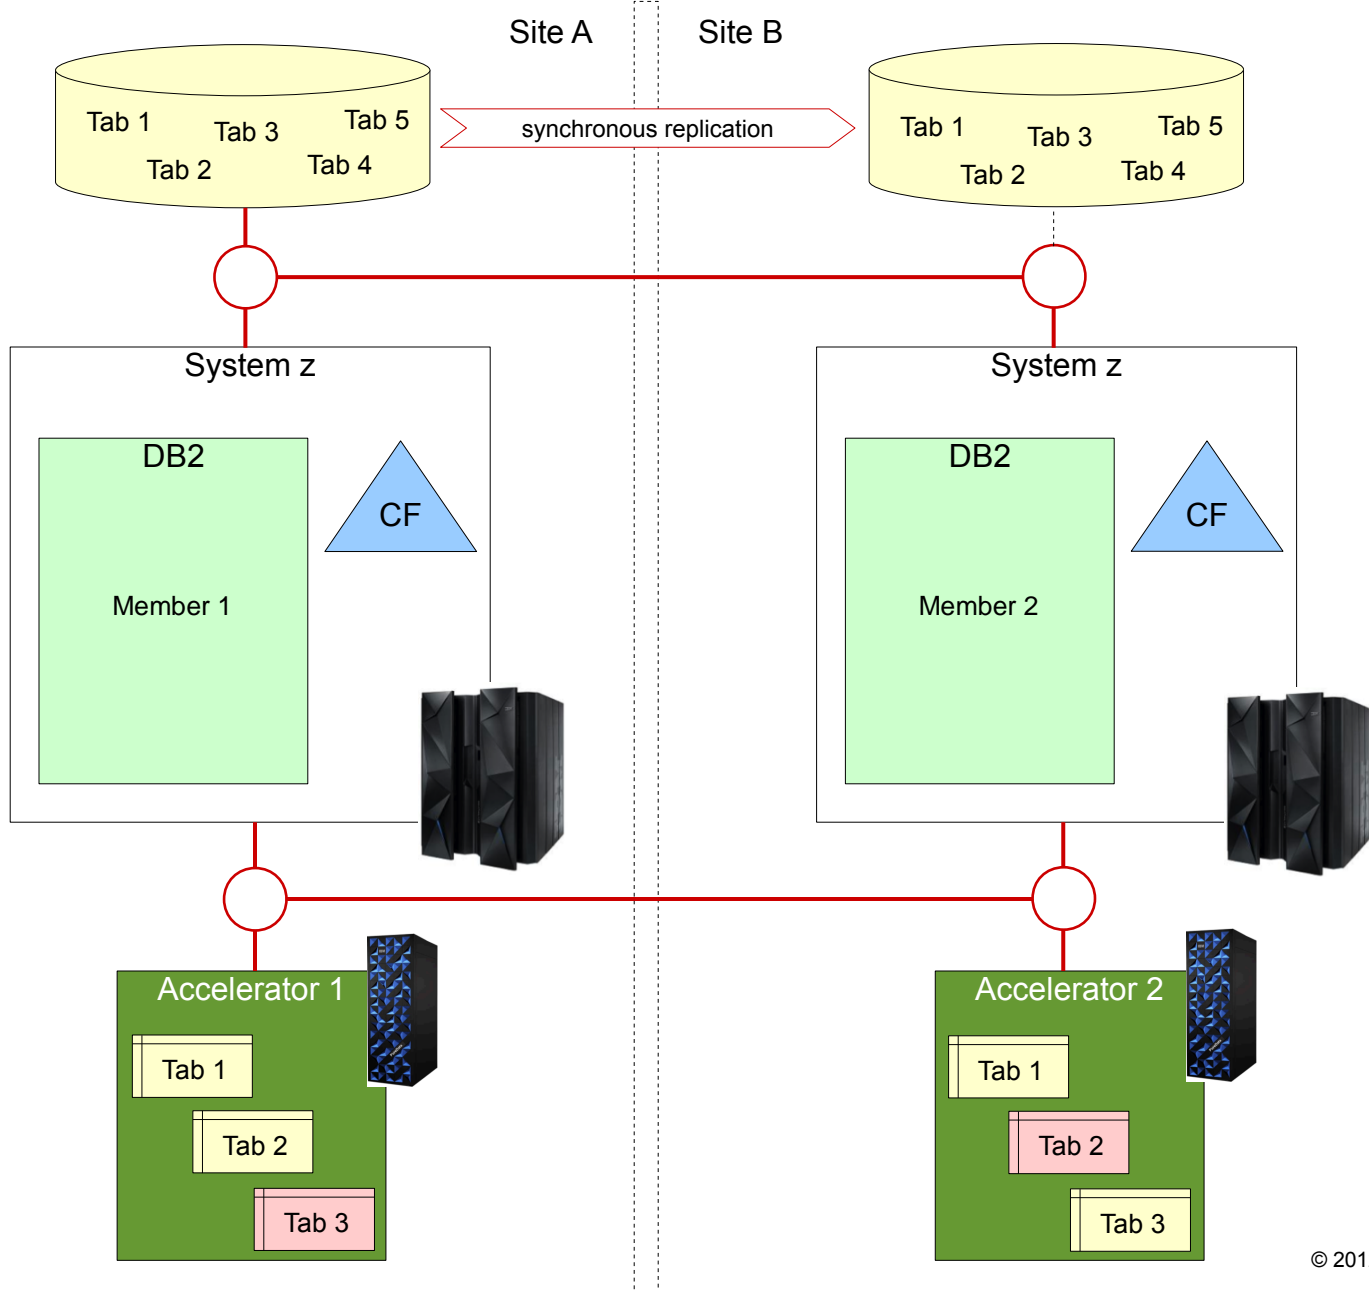 Site A
Site B
Tab 1
Tab 3
Tab 5
Tab 2
Tab 4
synchronous replication
Tab 1
Tab 3
Tab 5
Tab 2
Tab 4
System z
DB2
CF
Member 1
System z
DB2
CF
Member 2
Accelerator 1
Tab 1
Tab 2
Tab 3
Accelerator 2
Tab 1
Tab 2
Tab 3
© 201